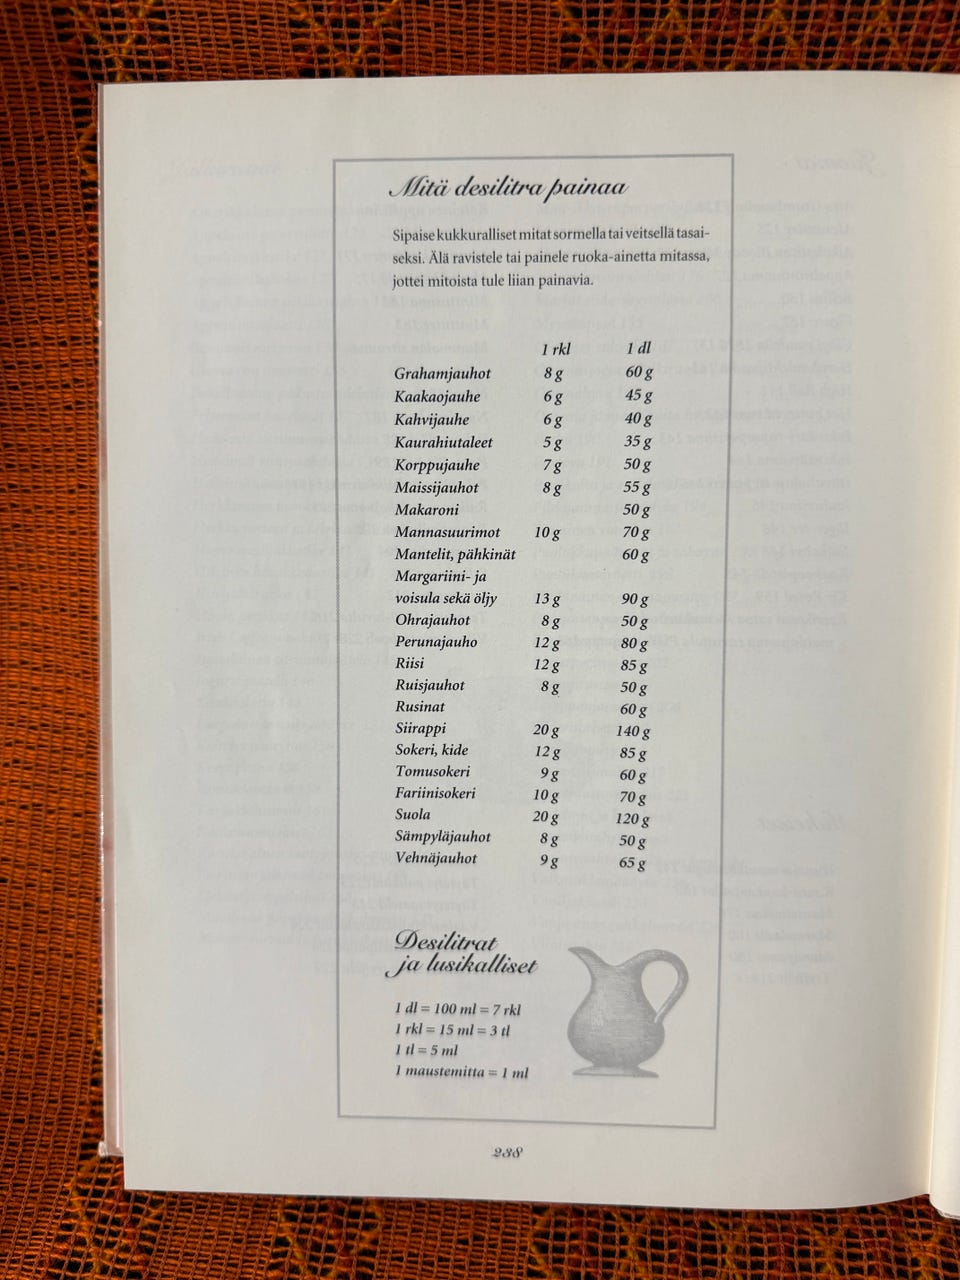 Mitä desilitra painaa
Sipaise kukkuralliset mitat sormella tai veitsellä tasai-
seksi. Älä ravistele tai painele ruoka-ainetta mitassa,
jottei mitoista tule liian painavia.
1 rkl 1 dl
Grahamjauhot 8 g 60 g
Kaakaojauhe 6 g 45 g
Kahvijauhe 6 g 40 g
Kaurahiutaleet 5 g 35 g
Korppujauhe 7 g 50 g
Maissijauhot 8 g 55 g
Makaroni 50 g
Mannasuurimot 10 g 70 g
Mantelit, pähkinät 60 g
Margariini- ja
voisula sekä öljy 13 g 90 g
Ohrajauhot 8 g 50 g
Perunajauho 12 g 80 g
Riisi 12 g 85 g
Ruisjauhot 8 g 50 g
Rusinat 60 g
Siirappi 20 g 140 g
Sokeri, kide 12 g 85 g
Tomusokeri 9 g 60 g
Fariinisokeri 10 g 70 g
Suola 20 g 120 g
Sämpyläjauhot 8 g 50 g
Vehnäjauhot 9 g 65 g
Desilitrat
ja lusikalliset
1 dl = 100 ml = 7 rkl
1 rkl = 15 ml = 3 tl
1 tl = 5 ml
1 maustemitta = 1 ml
238